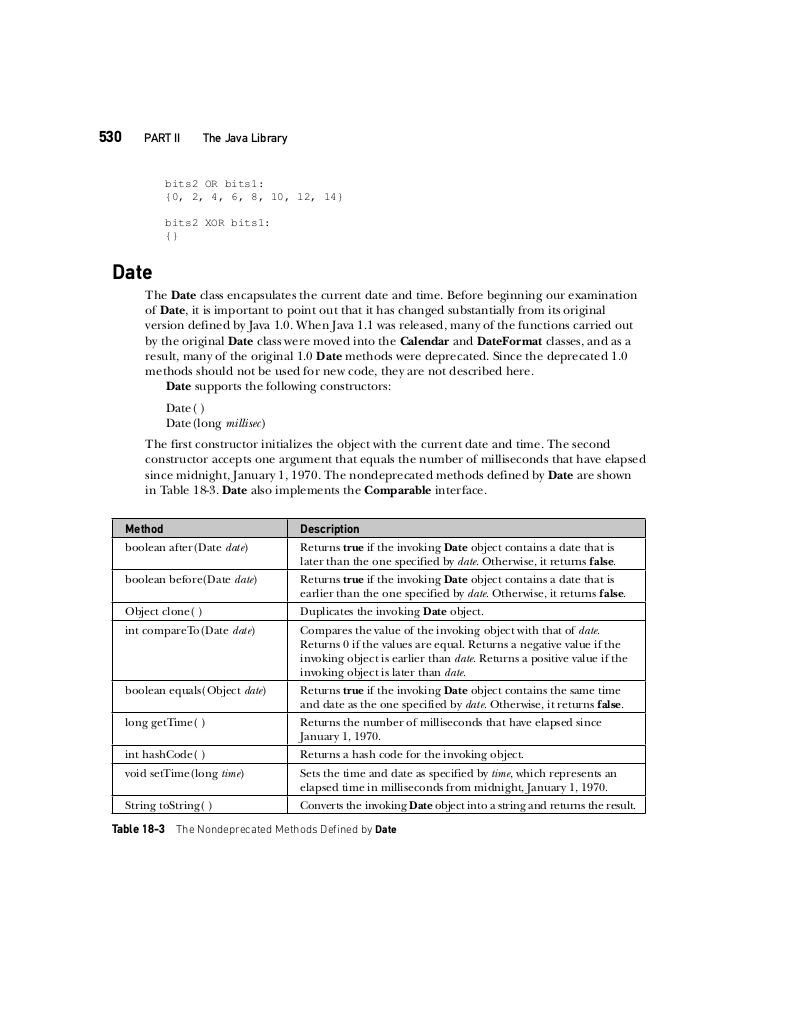 530 PART II The Java Library
bits2 OR bits1:
{0, 2, 4, 6, 8, 10, 12, 14}
bits2 XOR bits1:
{}
Date
The Date class encapsulates the current date and time. Before beginning our examination
of Date, it is important to point out that it has changed substantially from its original
version defined by Java 1.0. When Java 1.1 was released, many of the functions carried out
by the original Date class were moved into the Calendar and DateFormat classes, and as a
result, many of the original 1.0 Date methods were deprecated. Since the deprecated 1.0
methods should not be used for new code, they are not described here.
Date supports the following constructors:
Date( )
Date(long millisec)
The first constructor initializes the object with the current date and time. The second
constructor accepts one argument that equals the number of milliseconds that have elapsed
since midnight, January 1, 1970. The nondeprecated methods defined by Date are shown
in Table 18-3. Date also implements the Comparable interface.
Method Description
boolean after(Date date) Returns true if the invoking Date object contains a date that is
later than the one specified by date. Otherwise, it returns false.
boolean before(Date date) Returns true if the invoking Date object contains a date that is
earlier than the one specified by date. Otherwise, it returns false.
Object clone( ) Duplicates the invoking Date object.
int compareTo(Date date) Compares the value of the invoking object with that of date.
Returns 0 if the values are equal. Returns a negative value if the
invoking object is earlier than date. Returns a positive value if the
invoking object is later than date.
boolean equals(Object date) Returns true if the invoking Date object contains the same time
and date as the one specified by date. Otherwise, it returns false.
long getTime( ) Returns the number of milliseconds that have elapsed since
January 1, 1970.
int hashCode( ) Returns a hash code for the invoking object.
void setTime(long time) Sets the time and date as specified by time, which represents an
elapsed time in milliseconds from midnight, January 1, 1970.
String toString( ) Converts the invoking Date object into a string and returns the result.
Table 18-3 The Nondeprecated Methods Defined by Date